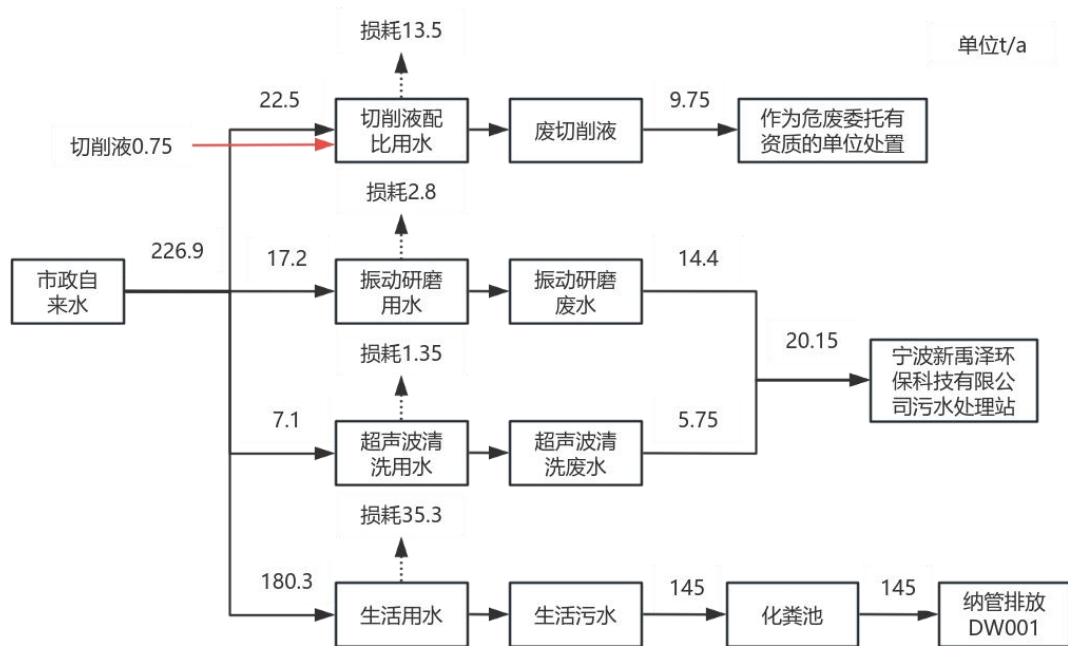 损耗13.5
单位t/a
22.5
切削液0.75
切削液配
比用水
废切削液
9.75
作为危废委托有
资质的单位处置
损耗2.8
226.9
市政自
来水
17.2
振动研磨
用水
振动研磨
废水
14.4
20.15
宁波新禹泽环
保科技有限公
司污水处理站
损耗1.35
7.1
超声波清
洗用水
超声波清
洗废水
5.75
损耗35.3
180.3
生活用水
生活污水
145
化粪池
145
纳管排放
DW001